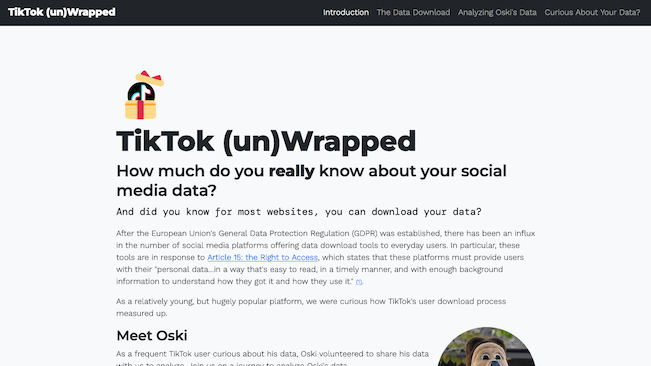 TikTok (un)Wrapped
Introduction The Data Download Analyzing Oski's Data Curious About Your Data?
TikTok (un)Wrapped
How much do you really know about your social
media data?
And did you know for most websites, you can download your data?
After the European Union's General Data Protection Regulation (GDPR) was established, there has been an influx
in the number of social media platforms offering data download tools to everyday users. In particular, these
tools are in response to Article 15: the Right to Access, which states that these platforms must provide users
with their "personal data...in a way that's easy to read, in a timely manner, and with enough background
information to understand how they got it and how they use it." (1).
As a relatively young, but hugely popular platform, we were curious how TikTok's user download process
measured up.
Meet Oski
As a frequent TikTok user curious about his data, Oski volunteered to share his data
with us to analyze. Join us on a journey to analyze Oski's data